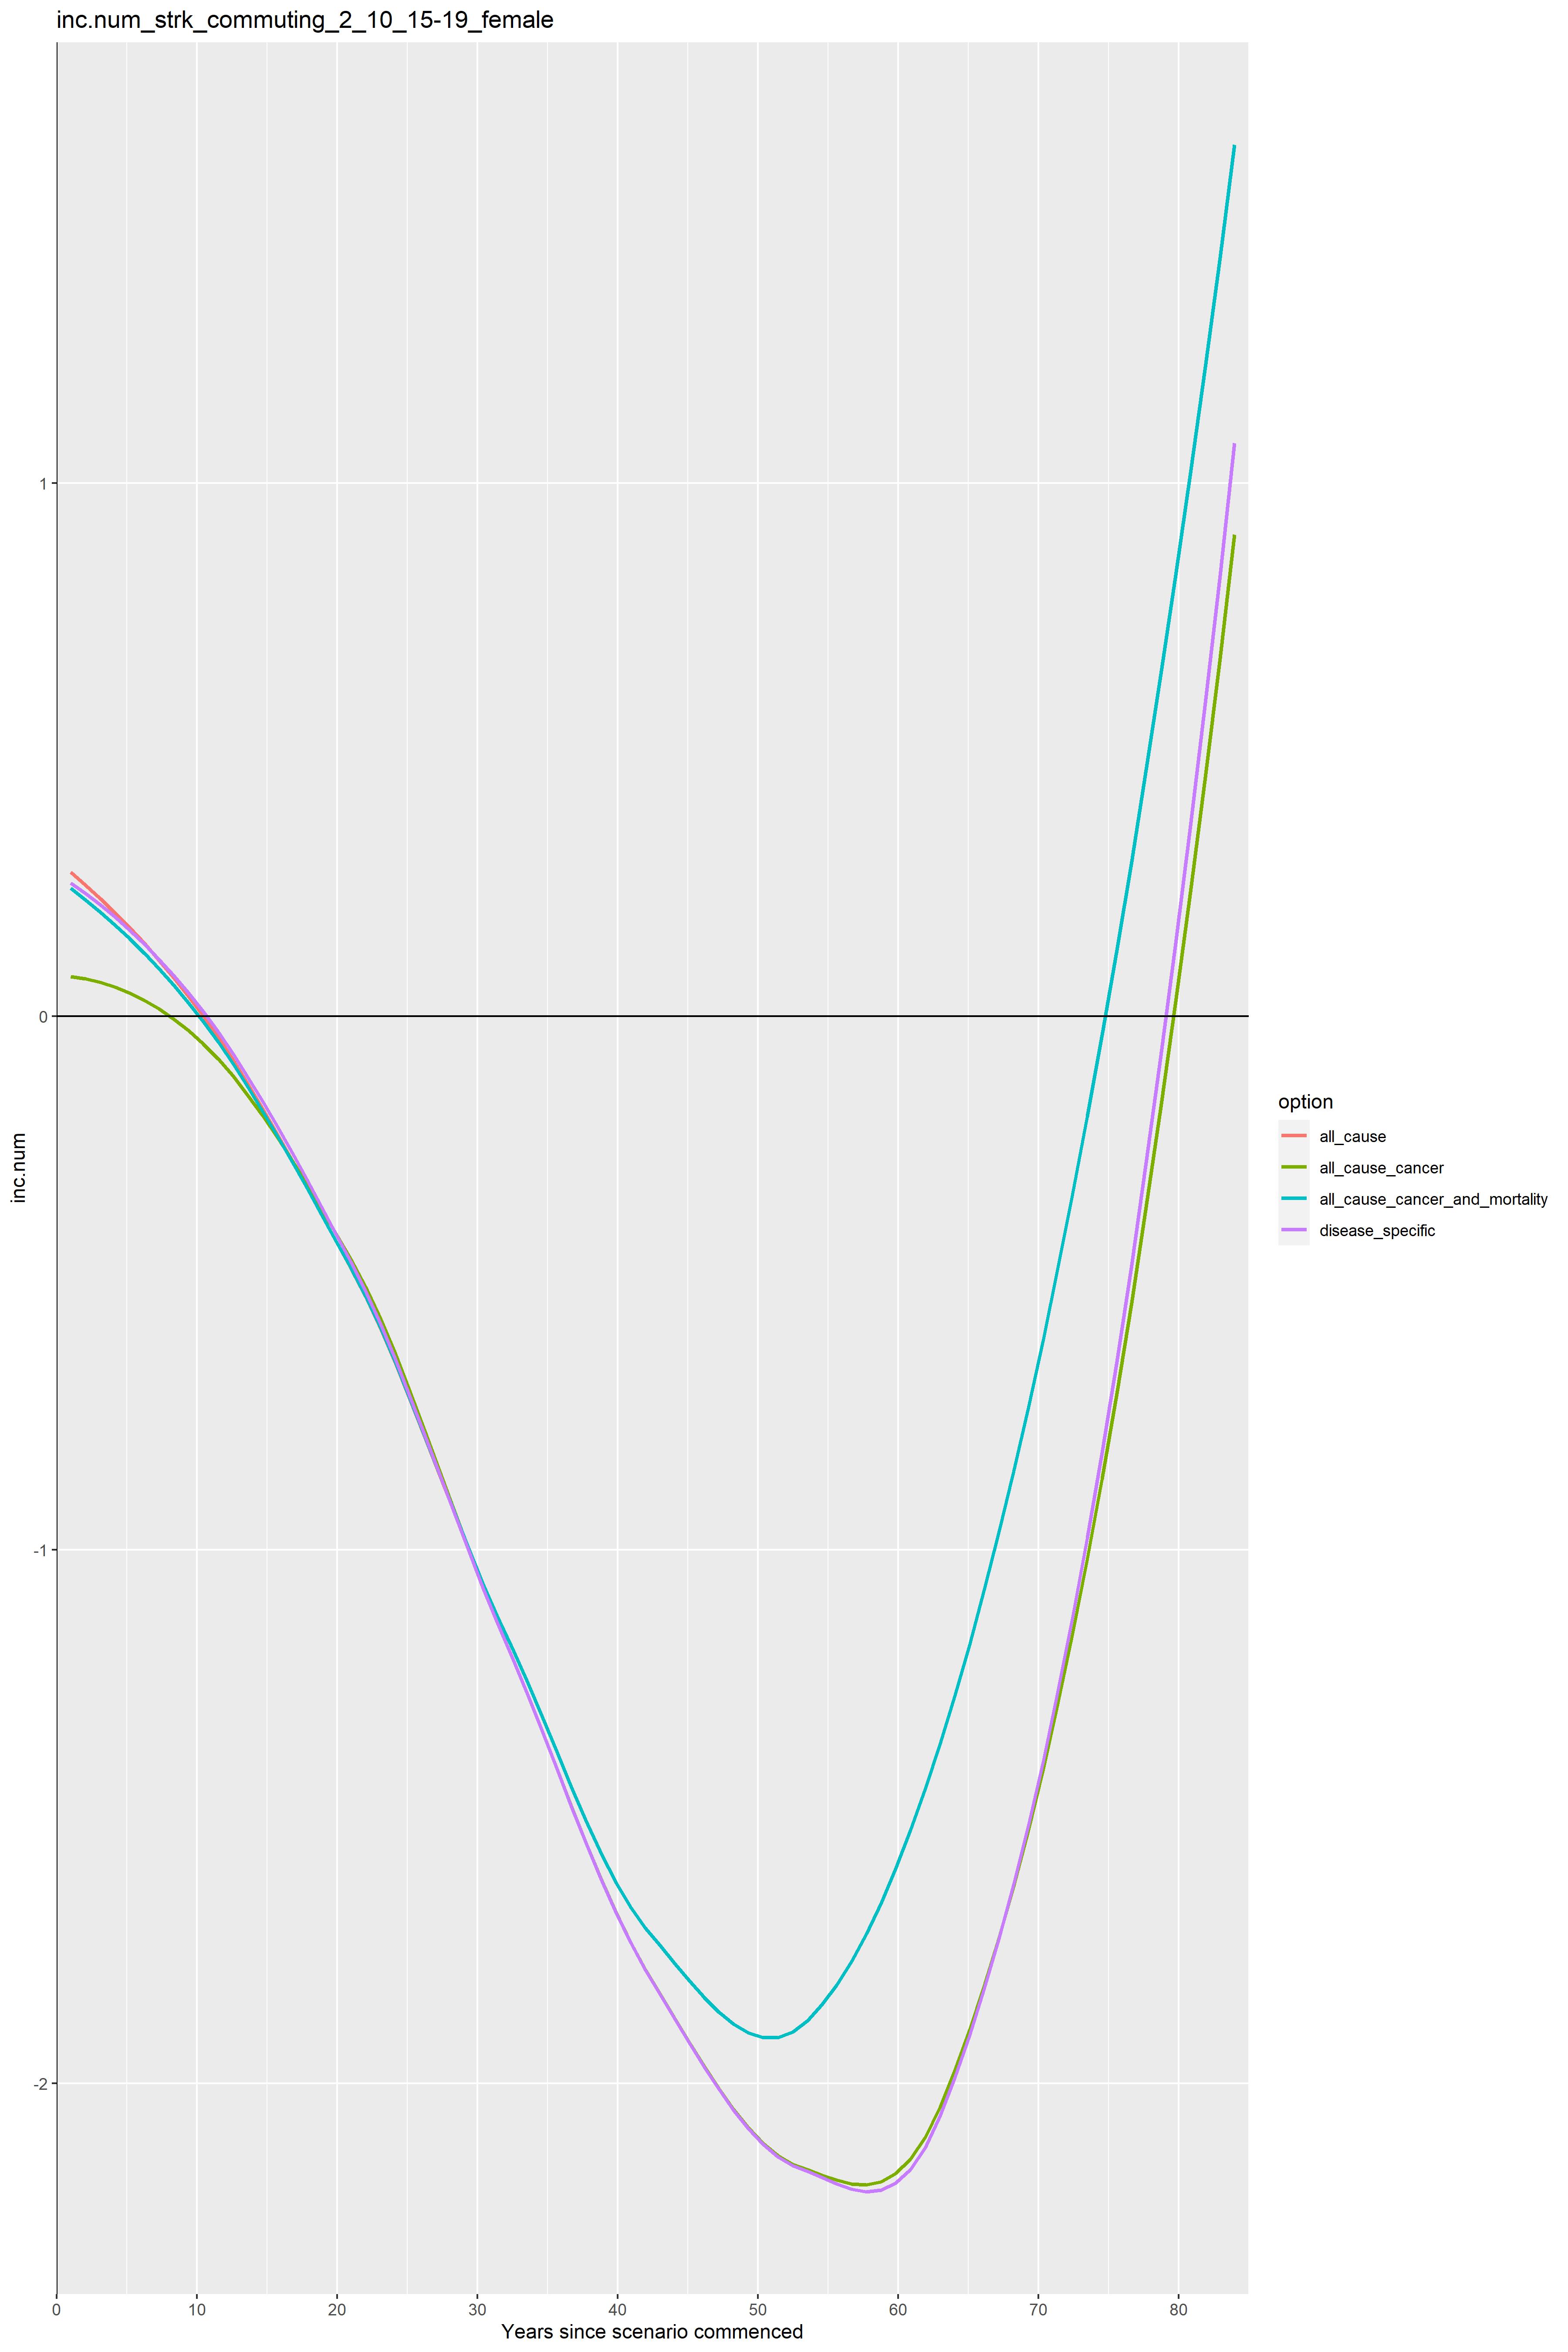 inc.num_strk_commuting_2_10_15-19_female
inc.num
1
0
-1
-2
0 10 20 30 40 50 60 70 80
Years since scenario commenced
option
all_cause
all_cause_cancer
all_cause_cancer_and_mortality
disease_specific